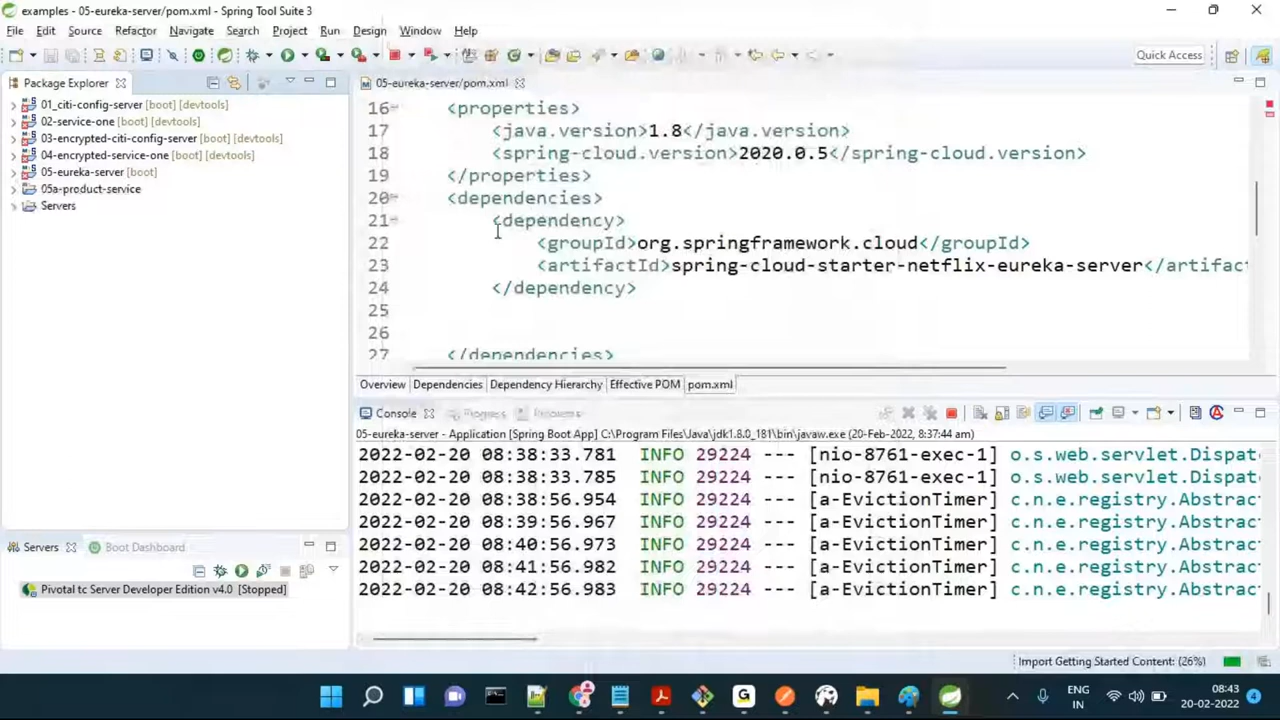 examples - 05-eureka-server/pom.xml - Spring Tool Suite 3
File Edit Source Refactor Navigate Search Project Run Design Window Help
Quick Access
Package Explorer
01_citi-config-server [boot] [devtools]
02-service-one [boot] [devtools]
03-encrypted-citi-config-server [boot] [devtools]
04-encrypted-service-one [boot] [devtools]
05-eureka-server [boot]
05a-product-service
Servers
05-eureka-server/pom.xml
16 <properties>
17 <java.version>1.8</java.version>
18 <spring-cloud.version>2020.0.5</spring-cloud.version>
19 </properties>
20 <dependencies>
21 <dependency>
22 <groupId>org.springframework.cloud</groupId>
23 <artifactId>spring-cloud-starter-netflix-eureka-server</artifact
24 </dependency>
25
26
27 </dependencies>
Overview Dependencies Dependency Hierarchy Effective POM pom.xml
Console Progress Problems
05-eureka-server - Application [Spring Boot App] C:\Program Files\Java\jdk1.8.0_181\bin\javaw.exe (20-Feb-2022, 8:37:44 am)
2022-02-20 08:38:33.781 INFO 29224 --- [nio-8761-exec-1] o.s.web.servlet.Dispat
2022-02-20 08:38:33.785 INFO 29224 --- [nio-8761-exec-1] o.s.web.servlet.Dispat
2022-02-20 08:38:56.954 INFO 29224 --- [a-EvictionTimer] c.n.e.registry.Abstrac
2022-02-20 08:39:56.967 INFO 29224 --- [a-EvictionTimer] c.n.e.registry.Abstrac
2022-02-20 08:40:56.973 INFO 29224 --- [a-EvictionTimer] c.n.e.registry.Abstrac
2022-02-20 08:41:56.982 INFO 29224 --- [a-EvictionTimer] c.n.e.registry.Abstrac
2022-02-20 08:42:56.983 INFO 29224 --- [a-EvictionTimer] c.n.e.registry.Abstrac
Servers Boot Dashboard
Pivotal tc Server Developer Edition v4.0 [Stopped]
Import Getting Started Content: (26%)
ENG
IN
08:43
20-02-2022
4